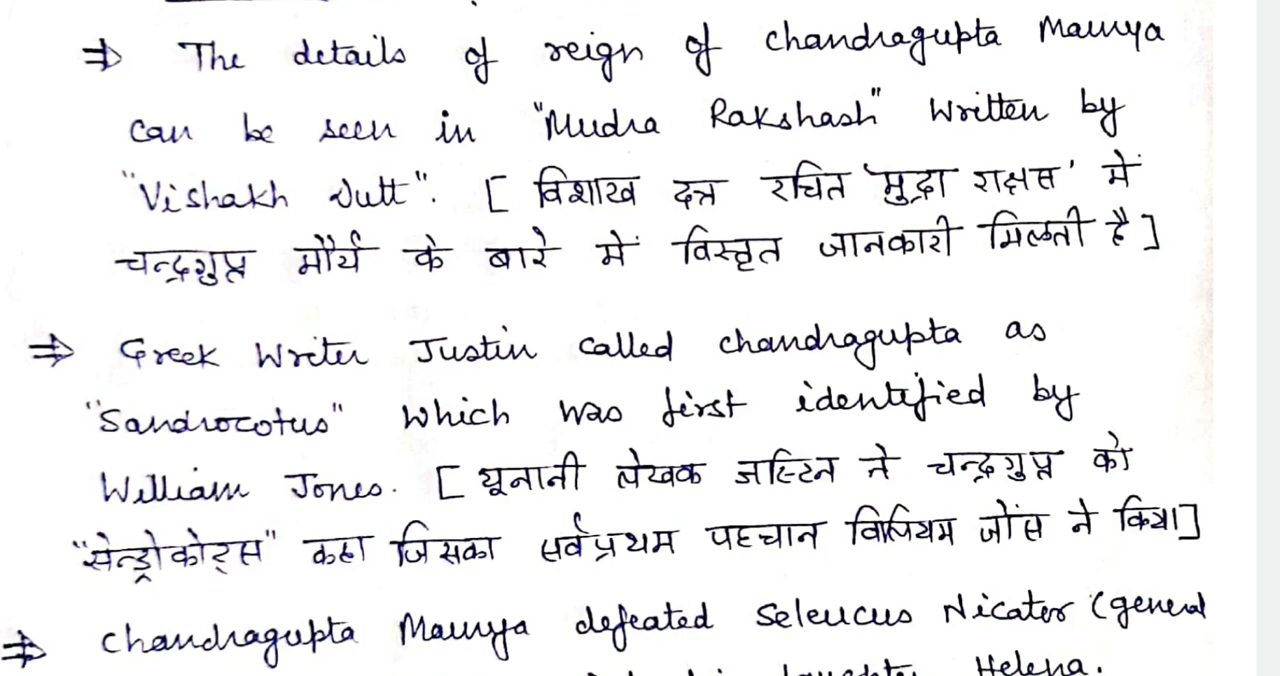 ⇒ The details of reign of chandragupta Maurya
can be seen in "Mudra Rakshash" written by
"Vishakh Dutt". [ विशाख दत्त रचित 'मुद्रा राक्षस' में
चन्द्रगुप्त मौर्य के बारे में विस्तृत जानकारी मिलती है ]
⇒ Greek Writer Justin called chandragupta as
"Sandrocotus" which was first identified by
William Jones. [ यूनानी लेखक जस्टिन ने चन्द्रगुप्त को
"सेन्ड्रोकोट्स" कहा जिसका सर्वप्रथम पहचान विलियम जोंस ने किया]
⇒ Chandragupta Maurya defeated Seleucus Nicator (general
daughter Helena.